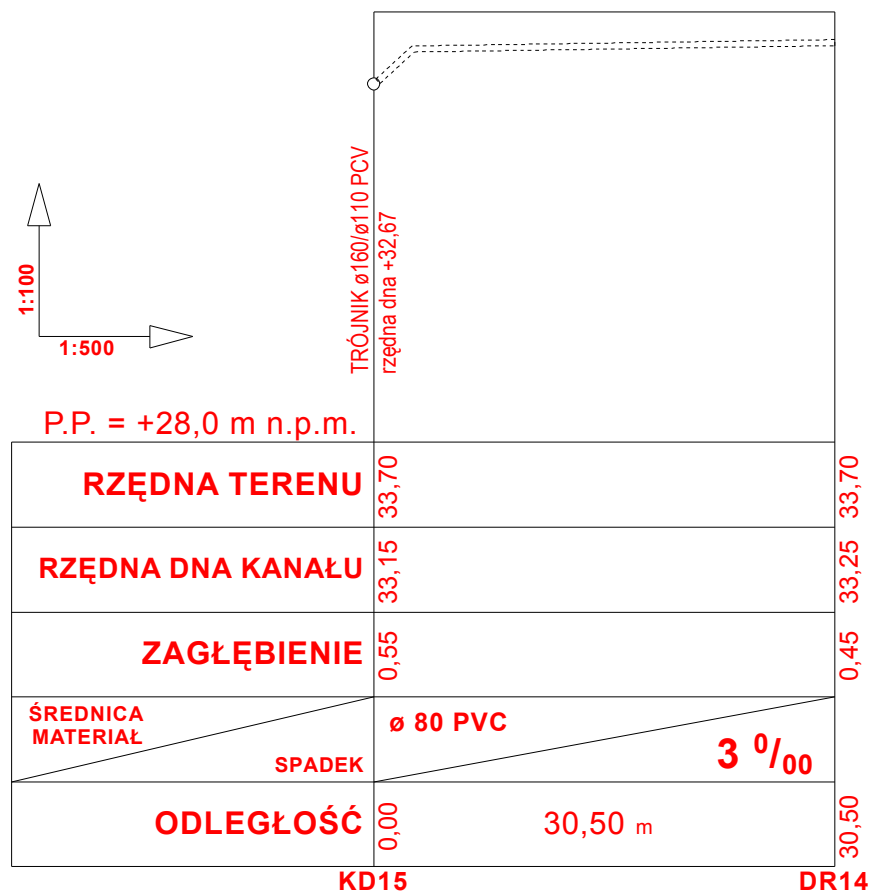 TRÓJNIK ø160/ø110 PCV
rzędna dna +32,67
1:100
1:500
P.P. = +28,0 m n.p.m.
RZĘDNA TERENU 33,70 33,70
RZĘDNA DNA KANAŁU 33,15 33,25
ZAGŁĘBIENIE 0,55 0,45
ŚREDNICA
MATERIAŁ
SPADEK
ø 80 PVC
3 0/00
ODLEGŁOŚĆ 0,00 30,50 m 30,50
KD15 DR14